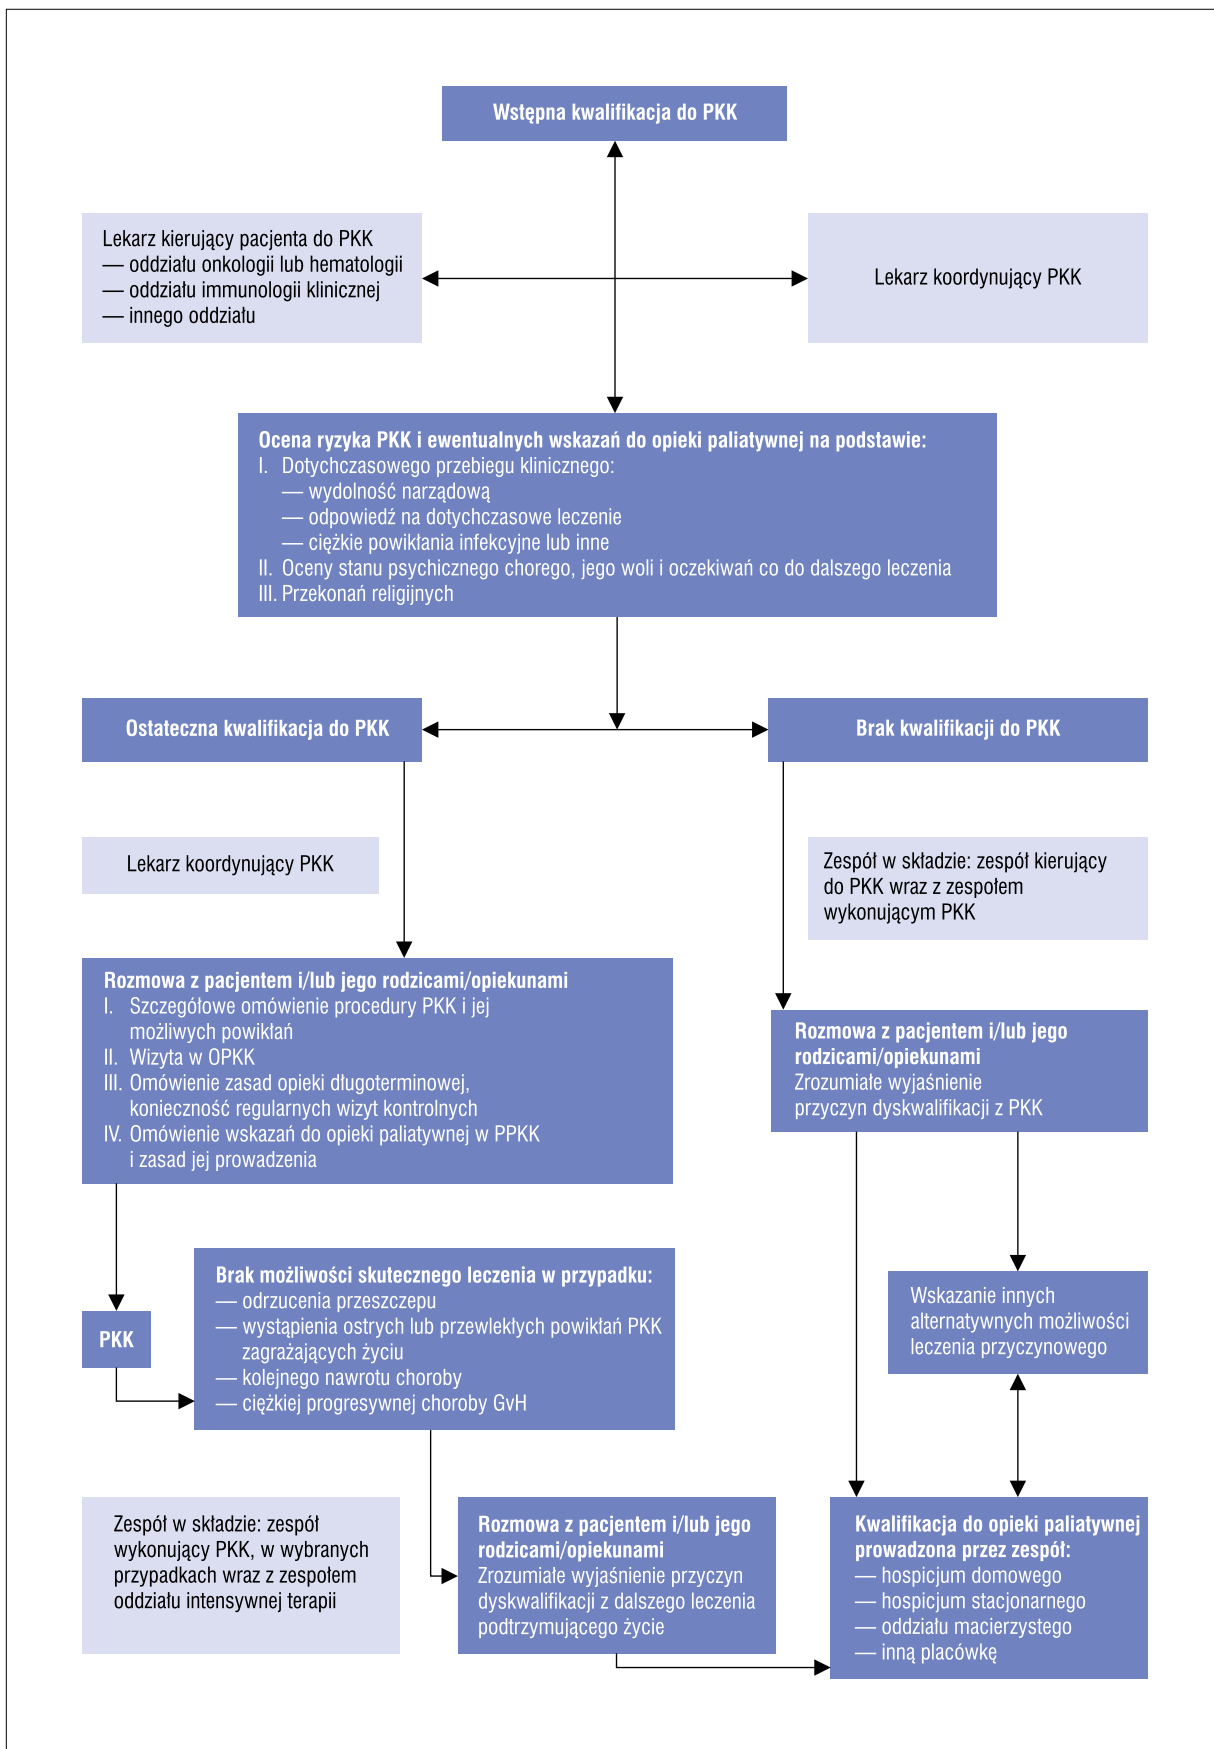 Wstępna kwalifikacja do PKK
Lekarz kierujący pacjenta do PKK
— oddziału onkologii lub hematologii
— oddziału immunologii klinicznej
— innego oddziału
Lekarz koordynujący PKK
Ocena ryzyka PKK i ewentualnych wskazań do opieki paliatywnej na podstawie:
I. Dotychczasowego przebiegu klinicznego:
— wydolność narządową
— odpowiedź na dotychczasowe leczenie
— ciężkie powikłania infekcyjne lub inne
II. Oceny stanu psychicznego chorego, jego woli i oczekiwań co do dalszego leczenia
III. Przekonań religijnych
Ostateczna kwalifikacja do PKK
Brak kwalifikacji do PKK
Lekarz koordynujący PKK
Zespół w składzie: zespół kierujący
do PKK wraz z zespołem
wykonującym PKK
Rozmowa z pacjentem i/lub jego rodzicami/opiekunami
I. Szczegółowe omówienie procedury PKK i jej
możliwych powikłań
II. Wizyta w OPKK
III. Omówienie zasad opieki długoterminowej,
konieczność regularnych wizyt kontrolnych
IV. Omówienie wskazań do opieki paliatywnej w PPKK
i zasad jej prowadzenia
Rozmowa z pacjentem i/lub jego
rodzicami/opiekunami
Zrozumiałe wyjaśnienie
przyczyn dyskwalifikacji z PKK
PKK
Brak możliwości skutecznego leczenia w przypadku:
— odrzucenia przeszczepu
— wystąpienia ostrych lub przewlekłych powikłań PKK
zagrażających życiu
— kolejnego nawrotu choroby
— ciężkiej progresywnej choroby GvH
Wskazanie innych
alternatywnych możliwości
leczenia przyczynowego
Zespół w składzie: zespół
wykonujący PKK, w wybranych
przypadkach wraz z zespołem
oddziału intensywnej terapii
Rozmowa z pacjentem i/lub jego
rodzicami/opiekunami
Zrozumiałe wyjaśnienie przyczyn
dyskwalifikacji z dalszego leczenia
podtrzymującego życie
Kwalifikacja do opieki paliatywnej
prowadzona przez zespół:
— hospicjum domowego
— hospicjum stacjonarnego
— oddziału macierzystego
— inną placówkę